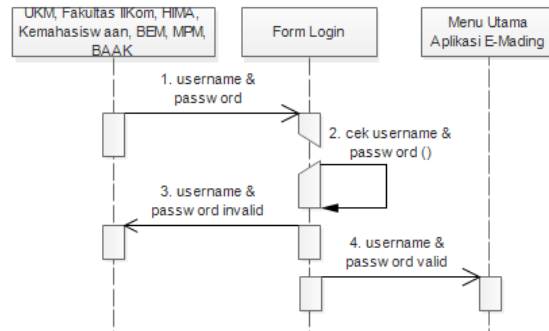 UKM, Fakultas IlKom, HIMA,
Kemahasisw aan, BEM, MPM,
BAAK
Form Login
Menu Utama
Aplikasi E-Mading
1. username &
passw ord
2. cek username &
passw ord ()
3. username &
passw ord invalid
4. username &
passw ord valid